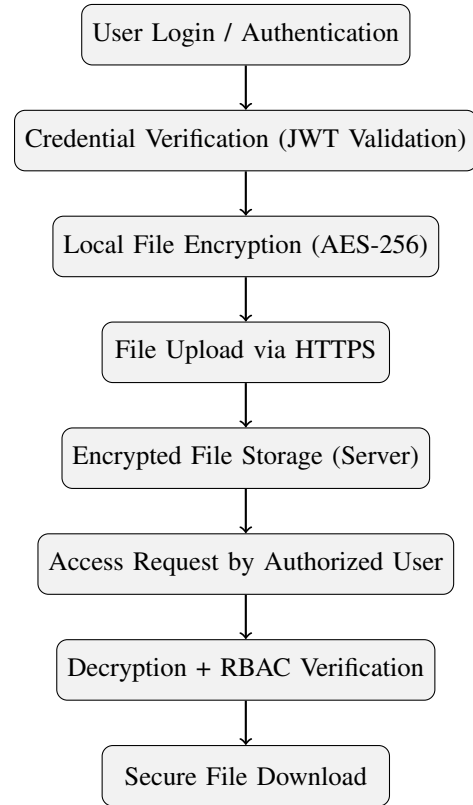 User Login / Authentication
Credential Verification (JWT Validation)
Local File Encryption (AES-256)
File Upload via HTTPS
Encrypted File Storage (Server)
Access Request by Authorized User
Decryption + RBAC Verification
Secure File Download